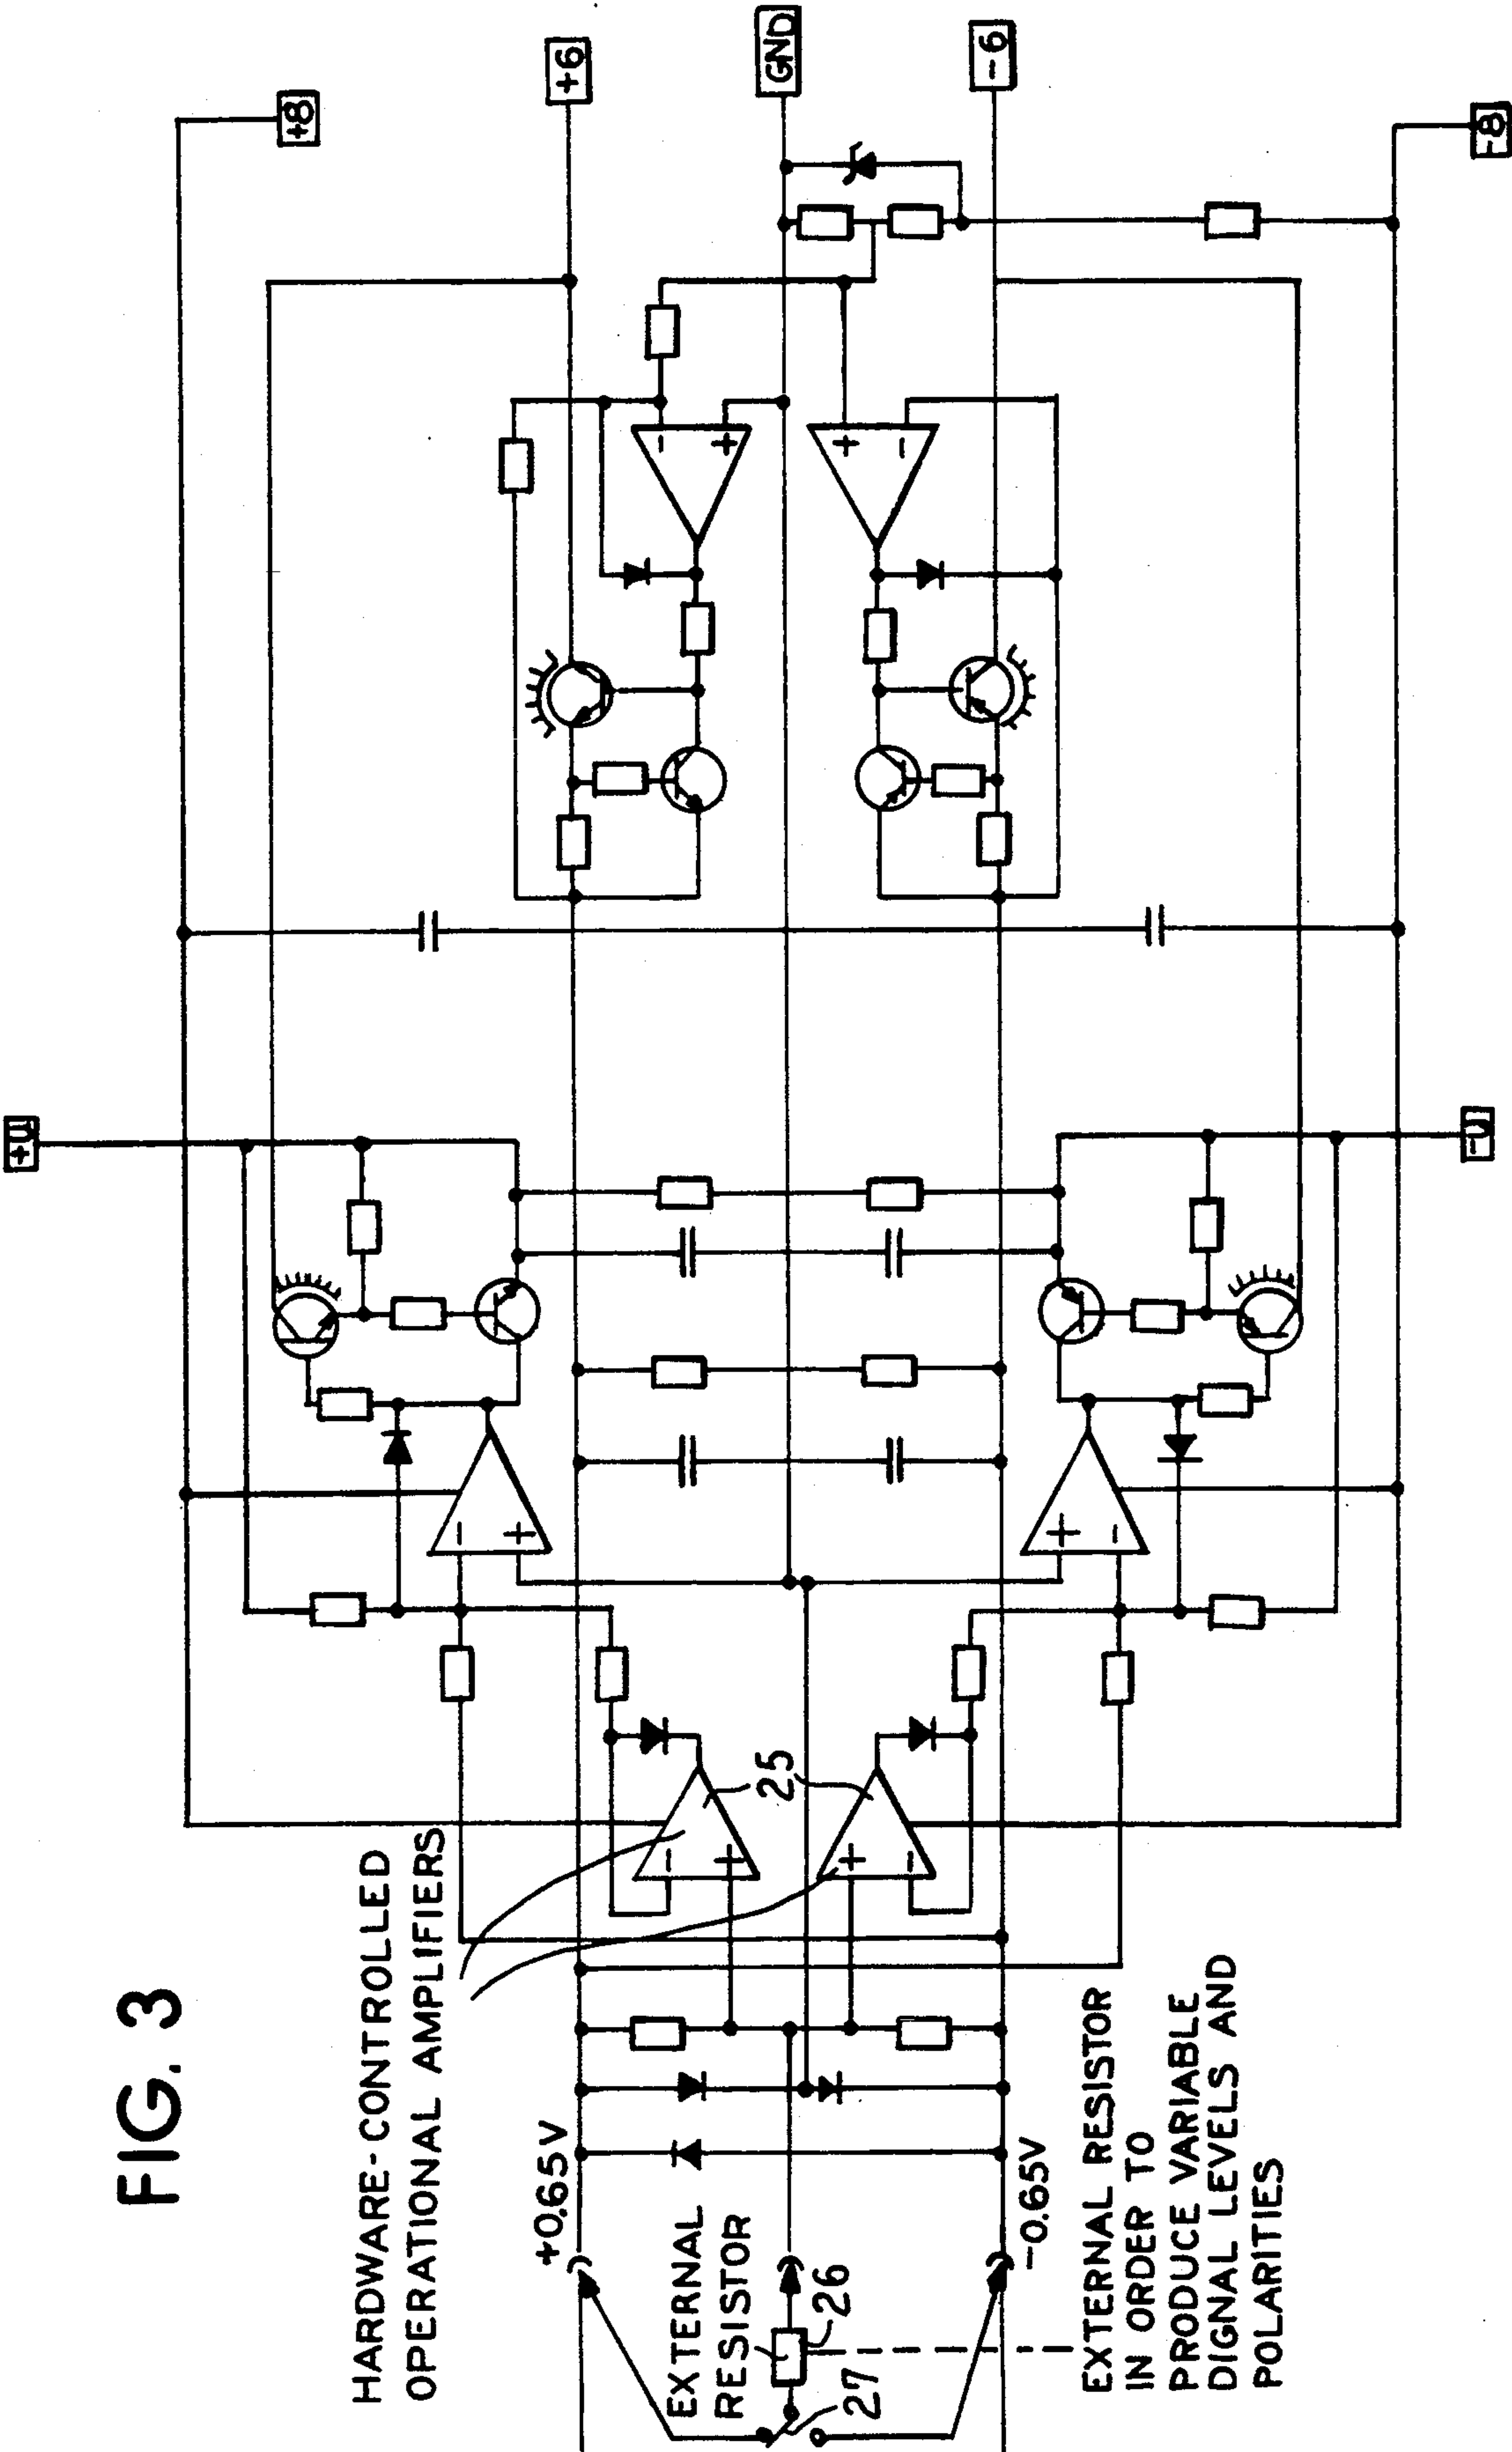 FIG. 3
HARDWARE-CONTROLLED
OPERATIONAL AMPLIFIERS
+U
+8
+6
GND
-6
-8
-U
+0.65V
-0.65V
EXTERNAL
RESISTOR
25
26
27
EXTERNAL RESISTOR
IN ORDER TO
PRODUCE VARIABLE
DIGNAL LEVELS AND
POLARITIES
-
+
+
-
-
+
+
-
-
+
+
-